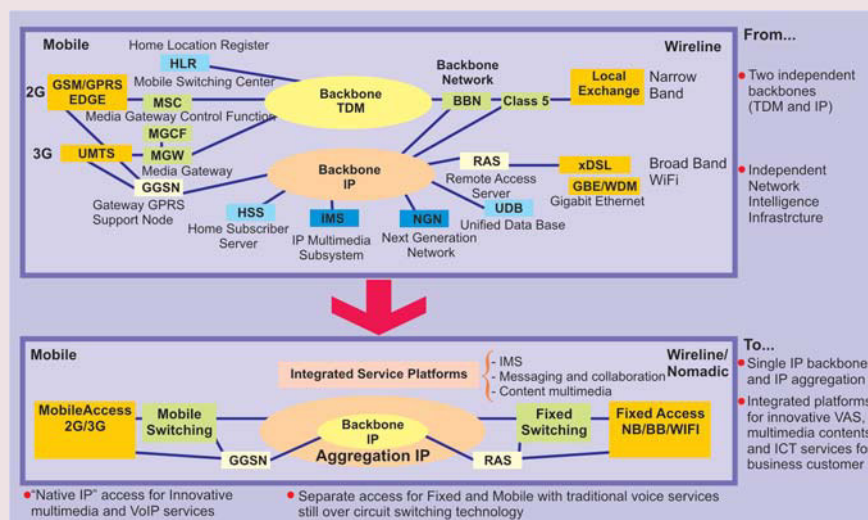 Mobile
Home Location Register
HLR
Wireline
From...
2G
GSM/GPRS
EDGE
Mobile Switching Center
MSC
Media Gateway Control Function
MGCF
3G
UMTS
MGW
Media Gateway
GGSN
Gateway GPRS
Support Node
Backbone
TDM
Backbone
Network
BBN
Class 5
Local
Exchange
Narrow
Band
Backbone
IP
RAS
Remote Access
Server
xDSL
GBE/WDM
Gigabit Ethernet
Broad Band
WiFi
HSS
Home Subscriber
Server
IMS
IP Multimedia
Subsystem
NGN
Next Generation
Network
UDB
Unified Data Base
Two independent
backbones
(TDM and IP)
Independent
Network
Intelligence
Infrastrcture
Mobile
Integrated Service Platforms
- IMS
- Messaging and collaboration
- Content multimedia
Wireline/
Nomadic
To...
MobileAccess
2G/3G
Mobile
Switching
GGSN
Backbone
IP
Aggregation IP
Fixed
Switching
RAS
Fixed Access
NB/BB/WIFI
Single IP backbone
and IP aggregation
Integrated platforms
for innovative VAS,
multimedia contents
and ICT services for
business customer
"Native IP" access for Innovative
multimedia and VoIP services
Separate access for Fixed and Mobile with traditional voice services
still over circuit switching technology